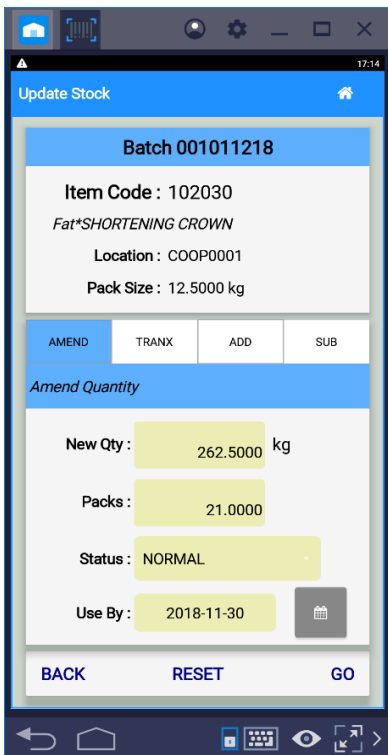 17:14
Update Stock
Batch 001011218
Item Code : 102030
Fat*SHORTENING CROWN
Location : COOP0001
Pack Size : 12.5000 kg
AMEND TRANX ADD SUB
Amend Quantity
New Qty : 262.5000 kg
Packs : 21.0000
Status : NORMAL
Use By : 2018-11-30
BACK RESET GO